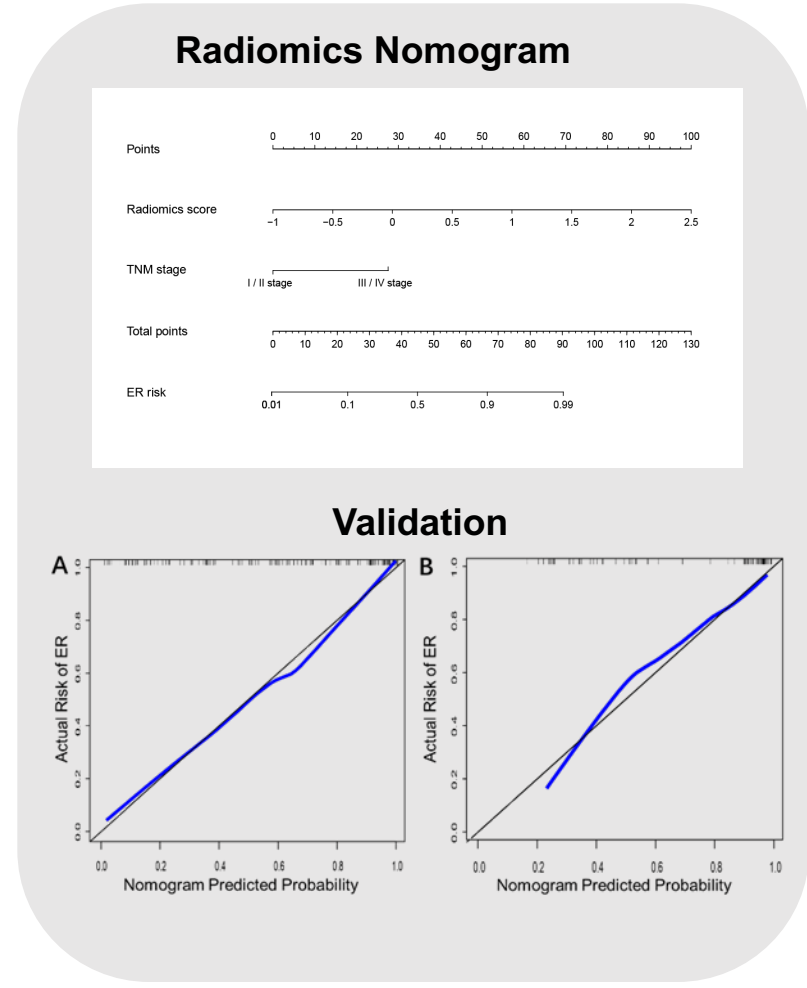 Radiomics Nomogram
Points
0 10 20 30 40 50 60 70 80 90 100
Radiomics score
−1 −0.5 0 0.5 1 1.5 2 2.5
TNM stage
I / II stage III / IV stage
Total points
0 10 20 30 40 50 60 70 80 90 100 110 120 130
ER risk
0.01 0.1 0.5 0.9 0.99
Validation
A
Actual Risk of ER
0.0 0.2 0.4 0.6 0.8 1.0
0.0 0.2 0.4 0.6 0.8 1.0
Nomogram Predicted Probability
B
Actual Risk of ER
0.0 0.2 0.4 0.6 0.8 1.0
0.0 0.2 0.4 0.6 0.8 1.0
Nomogram Predicted Probability